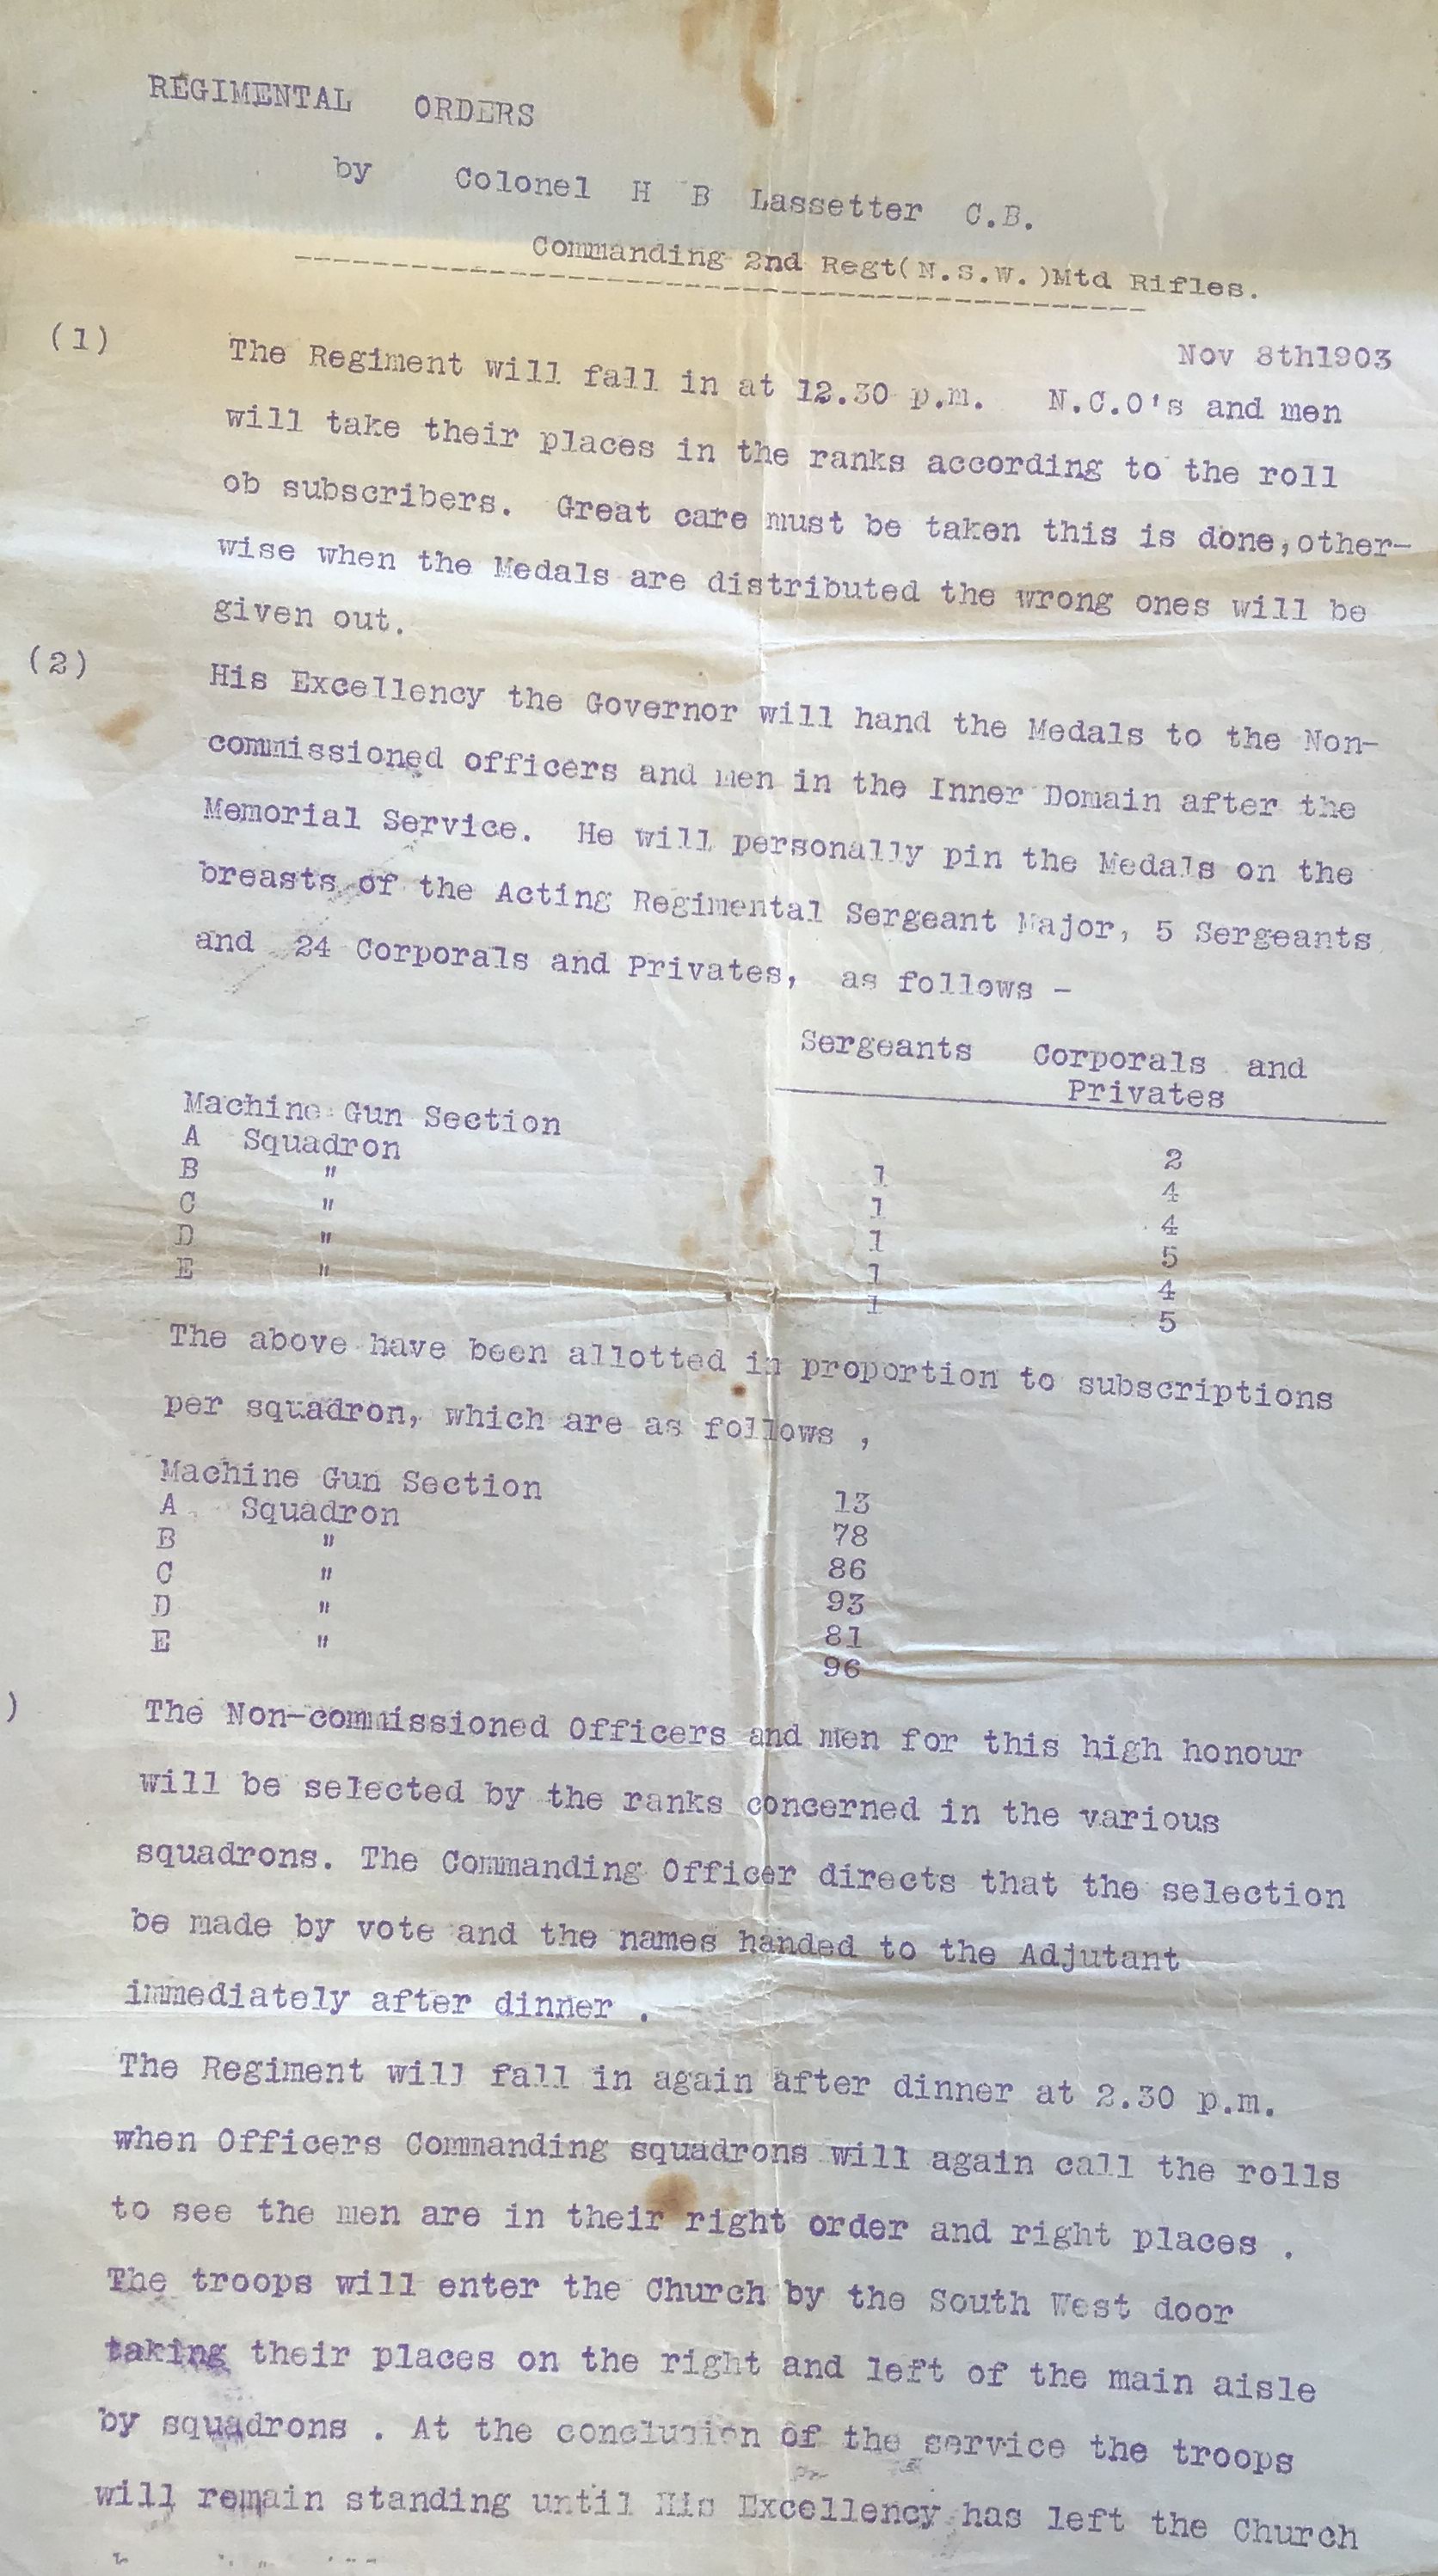 REGIMENTAL ORDERS
by Colonel H B Lassetter C.B.
Commanding 2nd Regt(N.S.W.)Mtd Rifles.
Nov 8th1903
(1) The Regiment will fall in at 12.30 p.m. N.C.O's and men
will take their places in the ranks according to the roll
ob subscribers. Great care must be taken this is done,other-
wise when the Medals are distributed the wrong ones will be
given out.
(2) His Excellency the Governor will hand the Medals to the Non-
commissioned officers and men in the Inner Domain after the
Memorial Service. He will personally pin the Medals on the
breasts of the Acting Regimental Sergeant Major, 5 Sergeants
and 24 Corporals and Privates, as follows -
Sergeants Corporals and
Privates
Machine Gun Section 2
A Squadron 1 4
B " 1 4
C " 1 5
D " 1 4
E " 1 5
The above have been allotted in proportion to subscriptions
per squadron, which are as follows ,
Machine Gun Section 13
A Squadron 78
B " 86
C " 93
D " 81
E " 96
) The Non-commissioned Officers and men for this high honour
will be selected by the ranks concerned in the various
squadrons. The Commanding Officer directs that the selection
be made by vote and the names handed to the Adjutant
immediately after dinner .
The Regiment will fall in again after dinner at 2.30 p.m.
when Officers Commanding squadrons will again call the rolls
to see the men are in their right order and right places .
The troops will enter the Church by the South West door
taking their places on the right and left of the main aisle
by squadrons . At the conclusion of the service the troops
will remain standing until His Excellency has left the Church